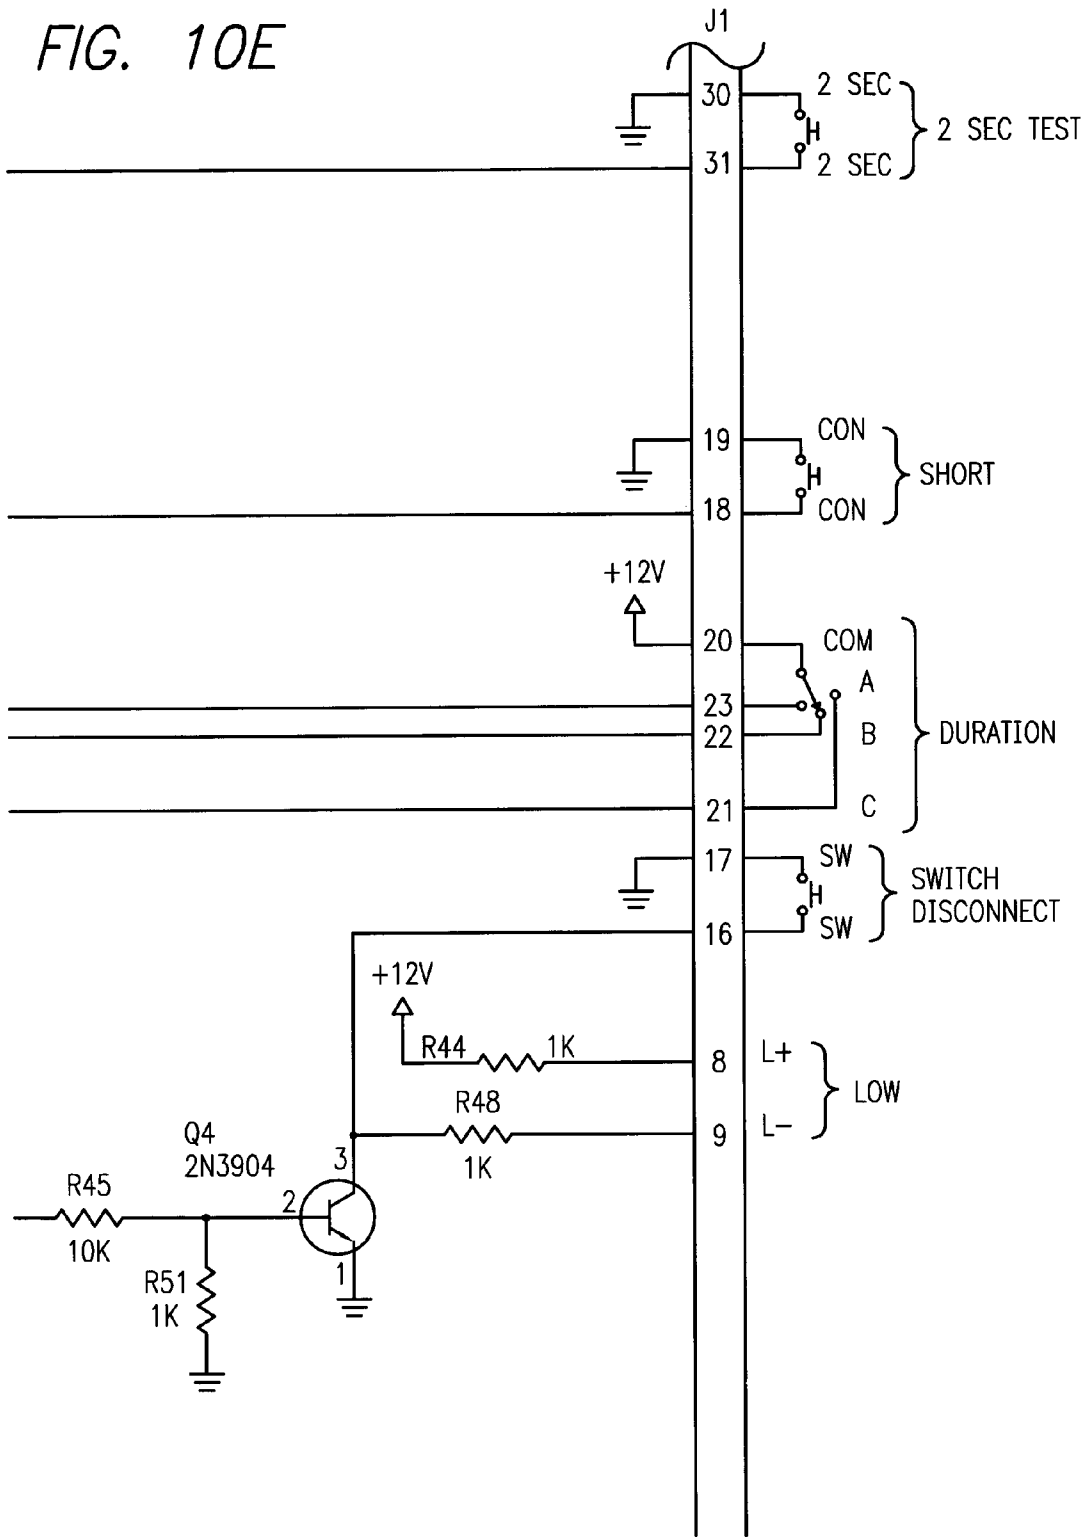 FIG. 10E
J1
30
2 SEC
2 SEC TEST
31
2 SEC
19
CON
SHORT
18
CON
+12V
20
COM
A
23
22
B
DURATION
21
C
17
SW
SWITCH
DISCONNECT
16
SW
+12V
R44
1K
8
L+
LOW
R48
1K
9
L-
Q4
2N3904
3
2
1
R45
10K
R51
1K